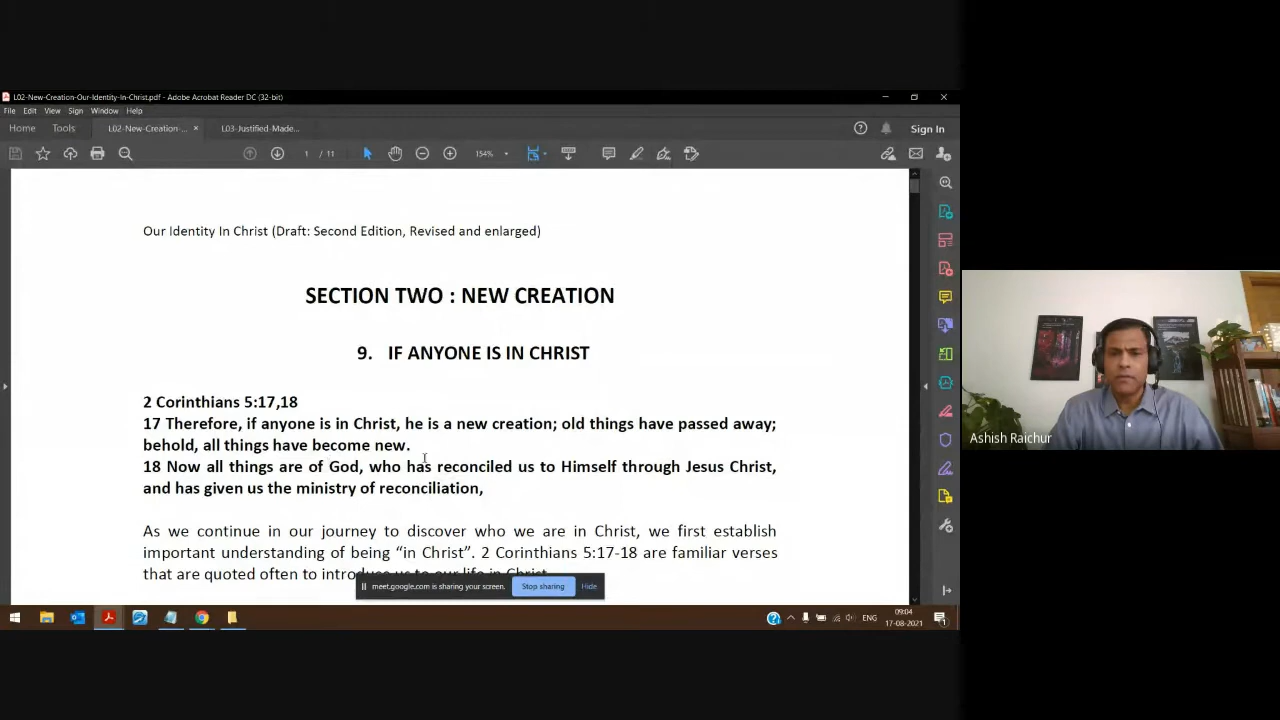 L02-New-Creation-Our-Identity-In-Christ.pdf - Adobe Acrobat Reader DC (32-bit)
File Edit View Sign Window Help
Home Tools L02-New-Creation-... × L03-Justified-Made... Sign In
1 / 11 154%
Our Identity In Christ (Draft: Second Edition, Revised and enlarged)
SECTION TWO : NEW CREATION
9. IF ANYONE IS IN CHRIST
2 Corinthians 5:17,18
17 Therefore, if anyone is in Christ, he is a new creation; old things have passed away;
behold, all things have become new.
18 Now all things are of God, who has reconciled us to Himself through Jesus Christ,
and has given us the ministry of reconciliation,
As we continue in our journey to discover who we are in Christ, we first establish
important understanding of being “in Christ”. 2 Corinthians 5:17-18 are familiar verses
that are quoted often to introduce us to our life in Christ.
meet.google.com is sharing your screen. Stop sharing Hide
ENG
09:04
17-08-2021
Ashish Raichur